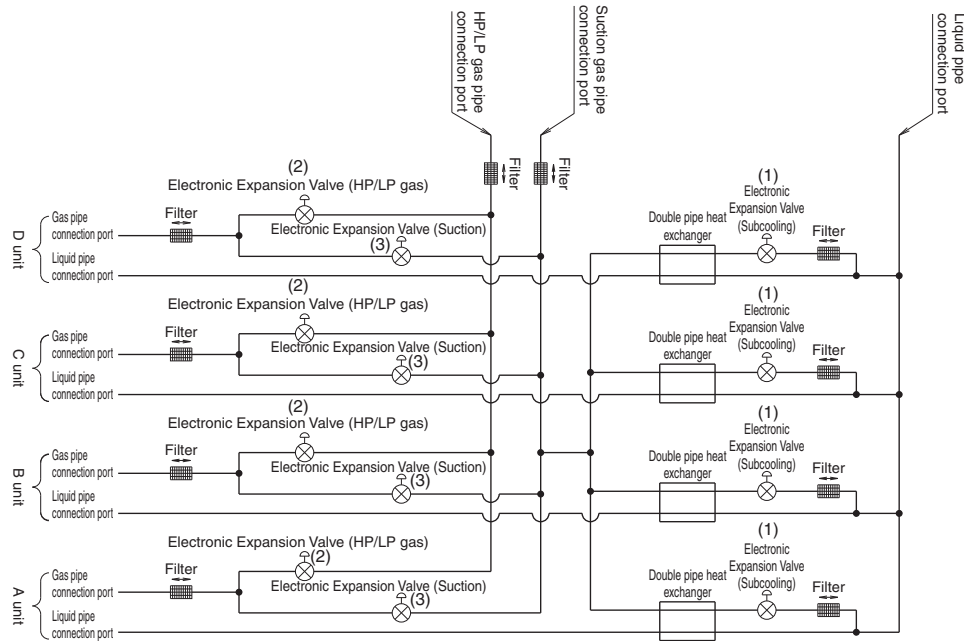 HP/LP gas pipe
connection port
Suction gas pipe
connection port
Liquid pipe
connection port
Filter
Filter
(2)
Electronic Expansion Valve (HP/LP gas)
Filter
Electronic Expansion Valve (Suction)
(3)
D unit
Gas pipe
connection port
Liquid pipe
connection port
Double pipe heat
exchanger
(1)
Electronic
Expansion Valve
(Subcooling)
Filter
(2)
Electronic Expansion Valve (HP/LP gas)
Filter
Electronic Expansion Valve (Suction)
(3)
C unit
Gas pipe
connection port
Liquid pipe
connection port
Double pipe heat
exchanger
(1)
Electronic
Expansion Valve
(Subcooling)
Filter
(2)
Electronic Expansion Valve (HP/LP gas)
Filter
Electronic Expansion Valve (Suction)
(3)
B unit
Gas pipe
connection port
Liquid pipe
connection port
Double pipe heat
exchanger
(1)
Electronic
Expansion Valve
(Subcooling)
Filter
Electronic Expansion Valve (HP/LP gas)
(2)
Filter
Electronic Expansion Valve (Suction)
(3)
A unit
Gas pipe
connection port
Liquid pipe
connection port
Double pipe heat
exchanger
(1)
Electronic
Expansion Valve
(Subcooling)
Filter